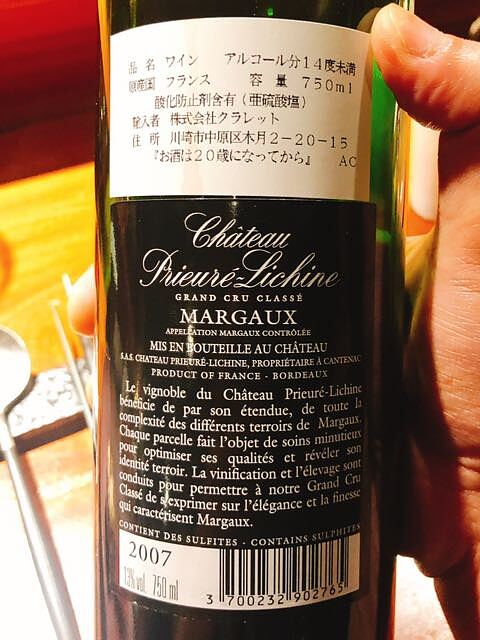 品 名 ワイン アルコール分14度未満
原産国 フランス 容 量 750ml
酸化防止剤含有(亜硫酸塩)
輸入者 株式会社クラレット
住 所 川崎市中原区木月2-20-15
『お酒は20歳になってから』 AC
Château
Prieuré-Lichine
GRAND CRU CLASSÉ
MARGAUX
APPELLATION MARGAUX CONTRÔLÉE
MIS EN BOUTEILLE AU CHÂTEAU
S.A.S. CHATEAU PRIEURÉ-LICHINE, PROPRIÉTAIRE À CANTENAC
PRODUCT OF FRANCE - BORDEAUX
Le vignoble du Château Prieuré-Lichine
bénéficie de par son étendue, de toute la
complexité des différents terroirs de Margaux.
Chaque parcelle fait l'objet de soins minutieux
pour optimiser ses qualités et révéler son
identité terroir. La vinification et l'élevage sont
conduits pour permettre à notre Grand Cru
Classé de s'exprimer sur l'élégance et la finesse
qui caractérisent Margaux.
CONTIENT DES SULFITES - CONTAINS SULPHITES
2007
13% vol. 750 ml
3 700232 902765